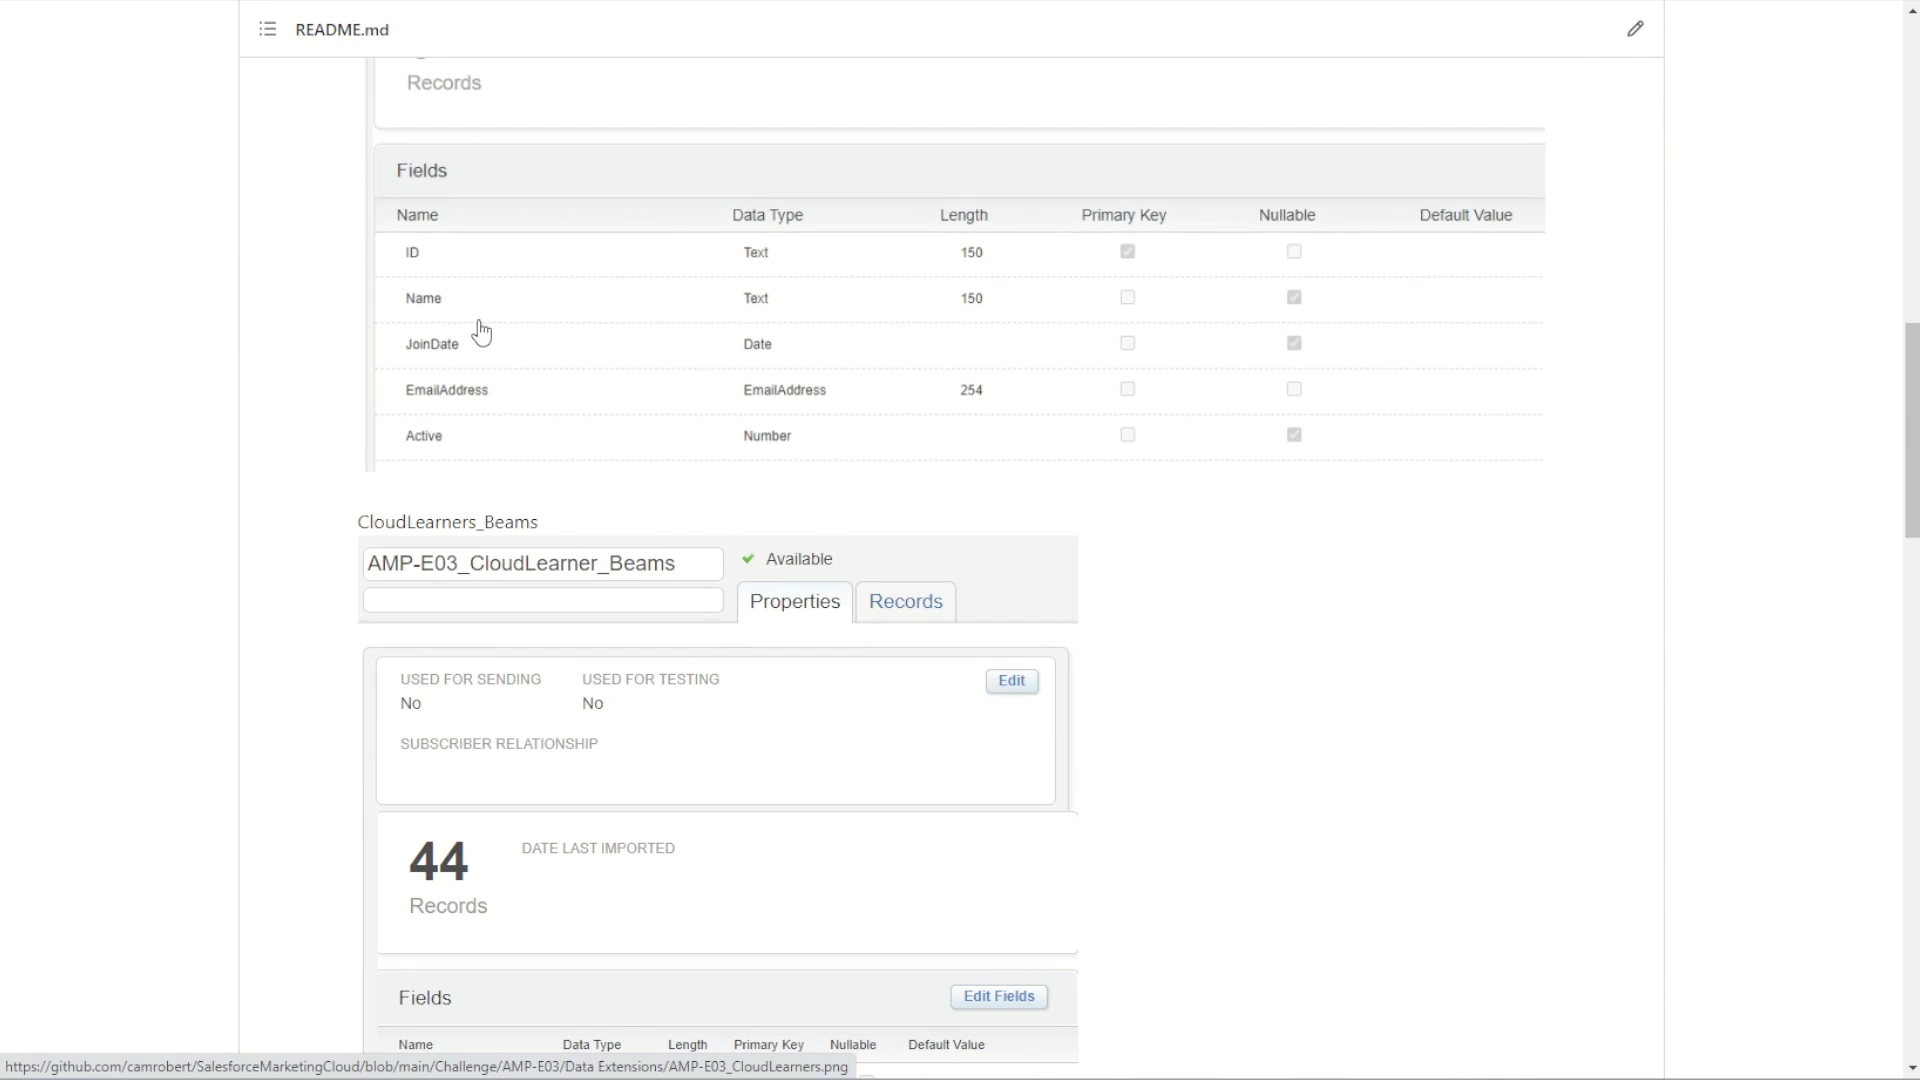 README.md
Records
Fields
Name Data Type Length Primary Key Nullable Default Value
ID Text 150
Name Text 150
JoinDate Date
EmailAddress EmailAddress 254
Active Number
CloudLearners_Beams
AMP-E03_CloudLearner_Beams
Available
Properties Records
USED FOR SENDING USED FOR TESTING
Edit
No No
SUBSCRIBER RELATIONSHIP
44 DATE LAST IMPORTED
Records
Fields Edit Fields
Name Data Type Length Primary Key Nullable Default Value
https://github.com/camrobert/SalesforceMarketingCloud/blob/main/Challenge/AMP-E03/Data Extensions/AMP-E03_CloudLearners.png